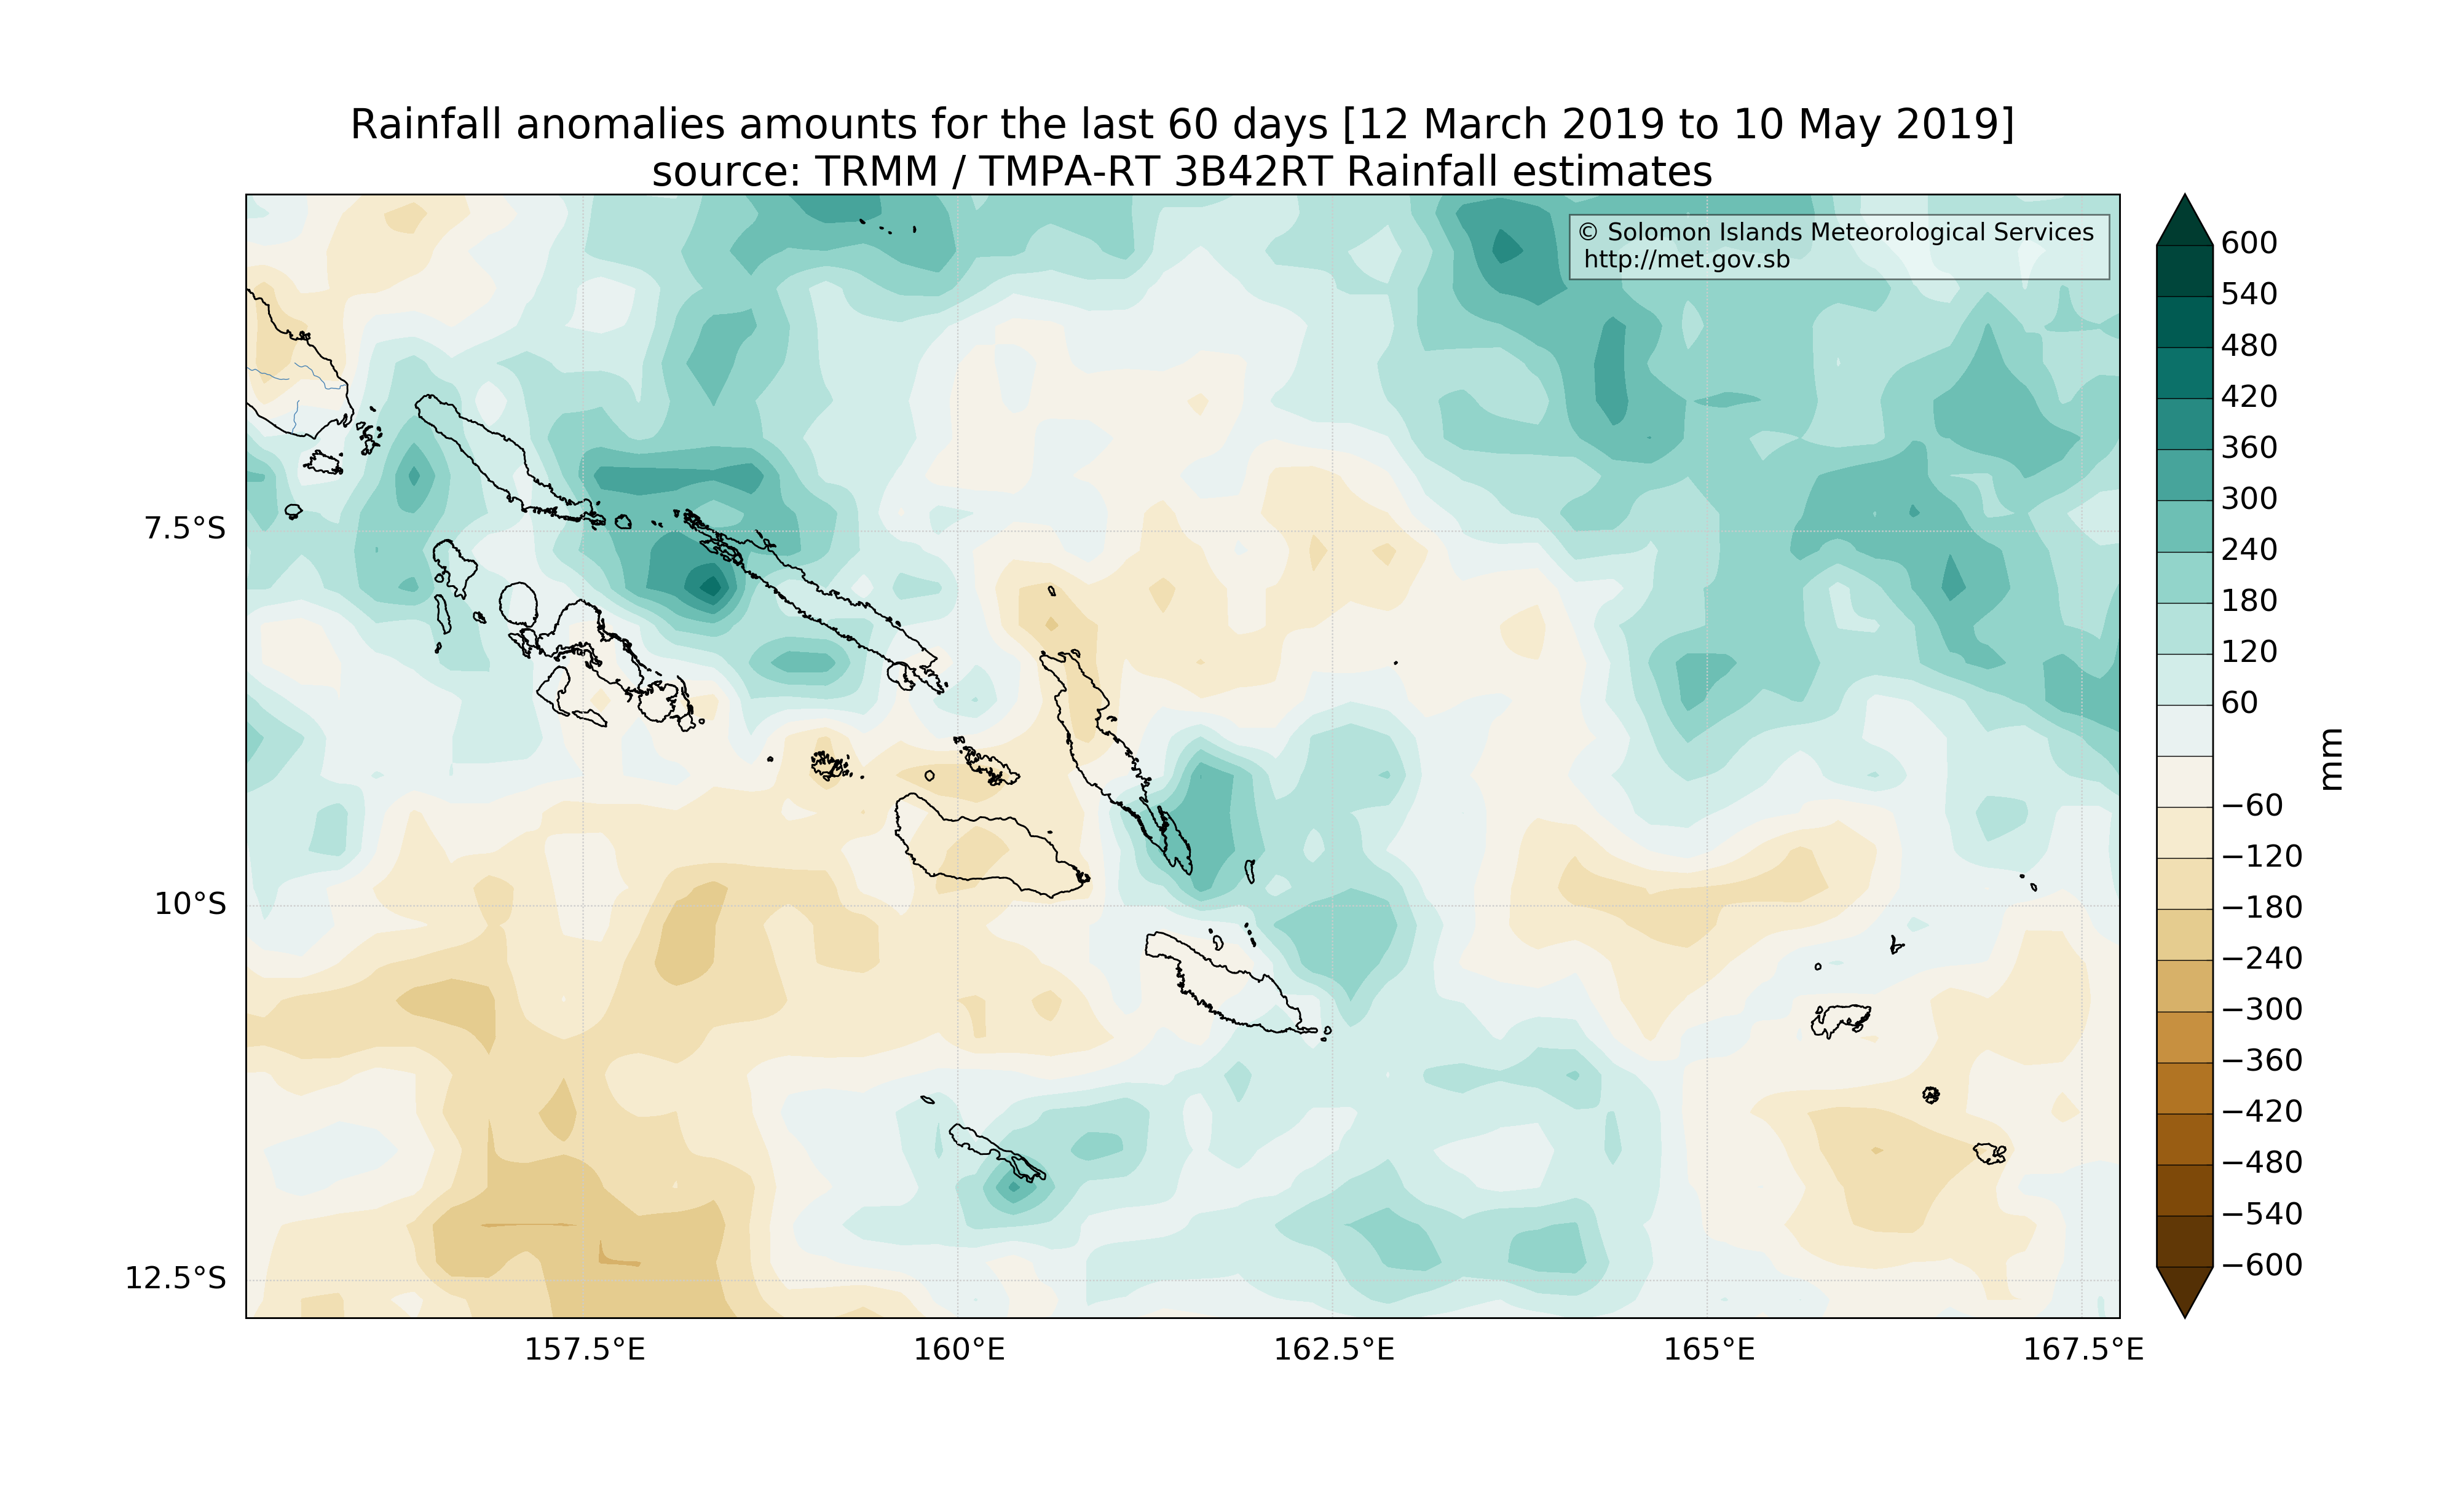 Rainfall anomalies amounts for the last 60 days [12 March 2019 to 10 May 2019]
source: TRMM / TMPA-RT 3B42RT Rainfall estimates
© Solomon Islands Meteorological Services
http://met.gov.sb
7.5°S
10°S
12.5°S
157.5°E
160°E
162.5°E
165°E
167.5°E
600
540
480
420
360
300
240
180
120
60
−60
−120
−180
−240
−300
−360
−420
−480
−540
−600
mm